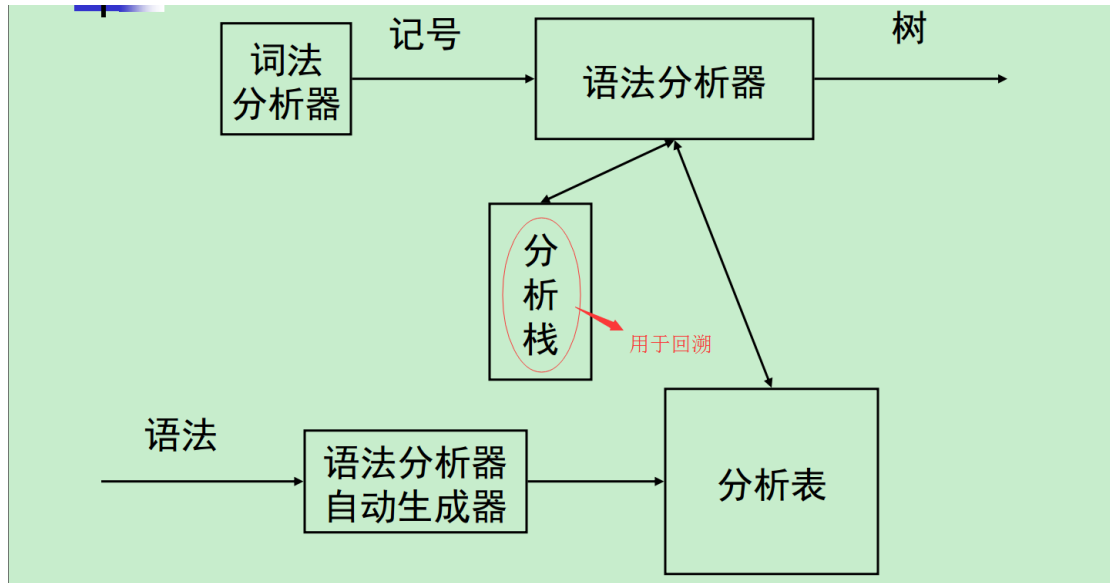 记号
树
词法
分析器
语法分析器
分
析
栈
用于回溯
语法
语法分析器
自动生成器
分析表